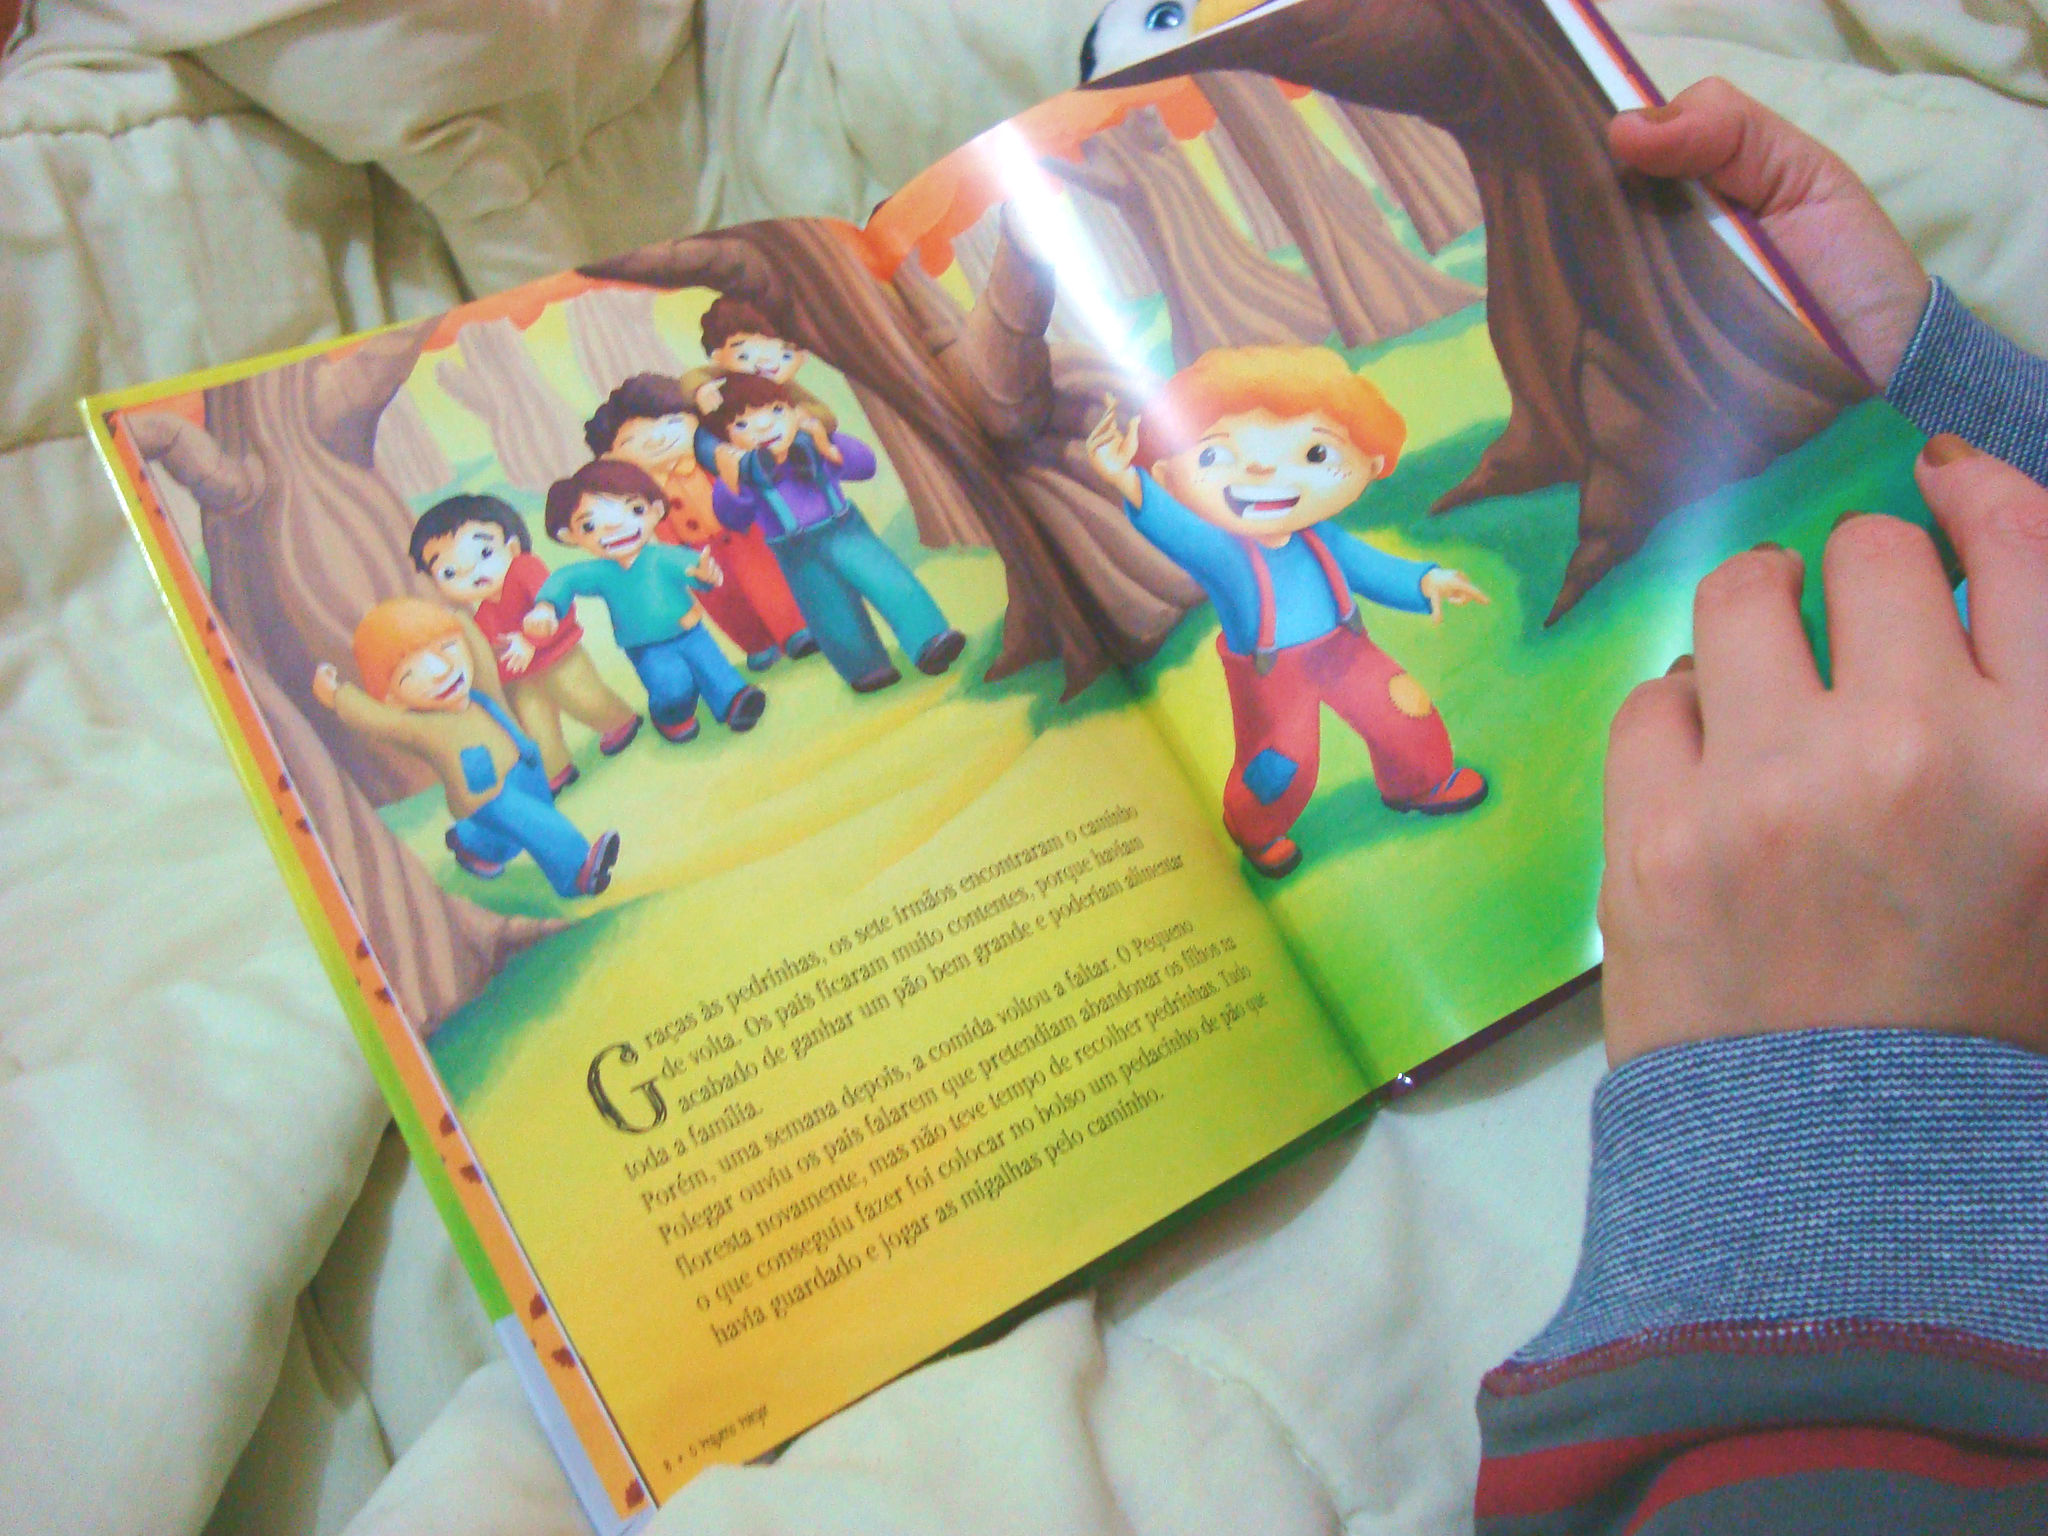 Graças às pedrinhas, os sete irmãos encontraram o caminho
de volta. Os pais ficaram muito contentes, porque haviam
acabado de ganhar um pão bem grande e poderiam alimentar
toda a família.
Porém, uma semana depois, a comida voltou a faltar. O Pequeno
Polegar ouviu os pais falarem que pretendiam abandonar os filhos na
floresta novamente, mas não teve tempo de recolher pedrinhas. Tudo
o que conseguiu fazer foi colocar no bolso um pedacinho de pão que
havia guardado e jogar as migalhas pelo caminho.
8 • O Pequeno Polegar